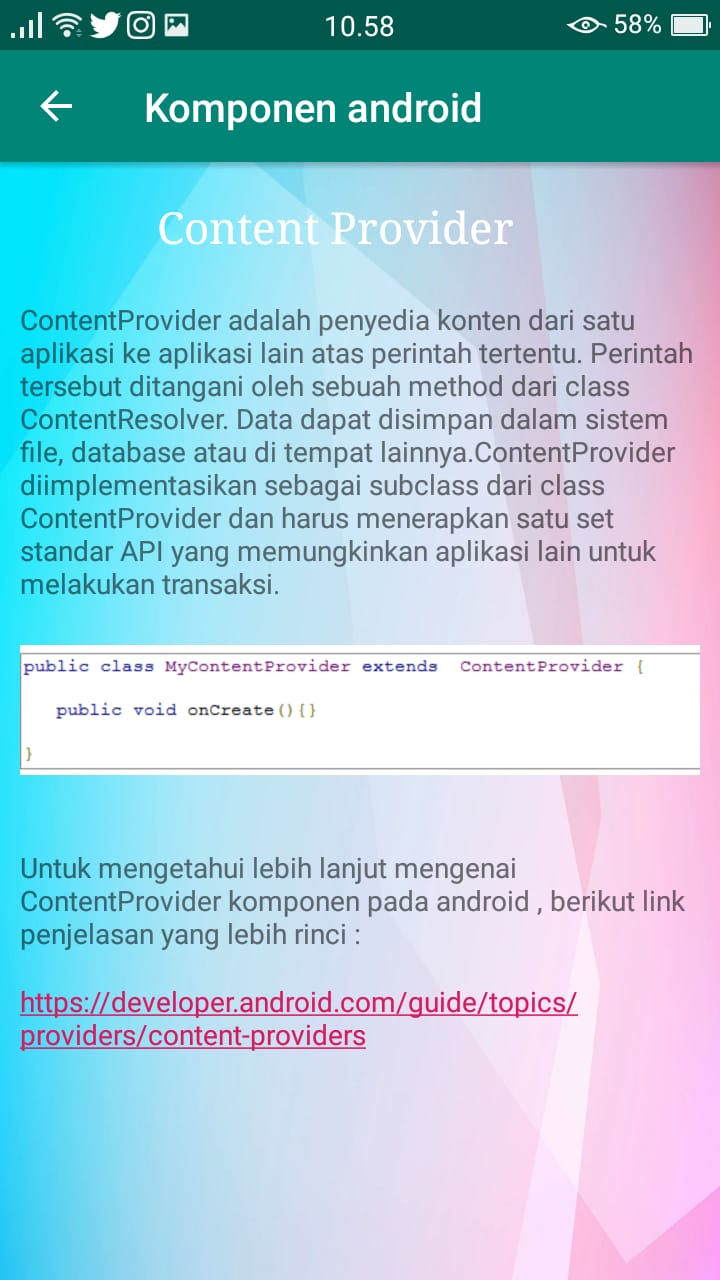 10.58
58%
Komponen android
Content Provider
ContentProvider adalah penyedia konten dari satu
aplikasi ke aplikasi lain atas perintah tertentu. Perintah
tersebut ditangani oleh sebuah method dari class
ContentResolver. Data dapat disimpan dalam sistem
file, database atau di tempat lainnya.ContentProvider
diimplementasikan sebagai subclass dari class
ContentProvider dan harus menerapkan satu set
standar API yang memungkinkan aplikasi lain untuk
melakukan transaksi.
public class MyContentProvider extends  ContentProvider {
public void onCreate(){}
}
Untuk mengetahui lebih lanjut mengenai
ContentProvider komponen pada android , berikut link
penjelasan yang lebih rinci :
https://developer.android.com/guide/topics/
providers/content-providers